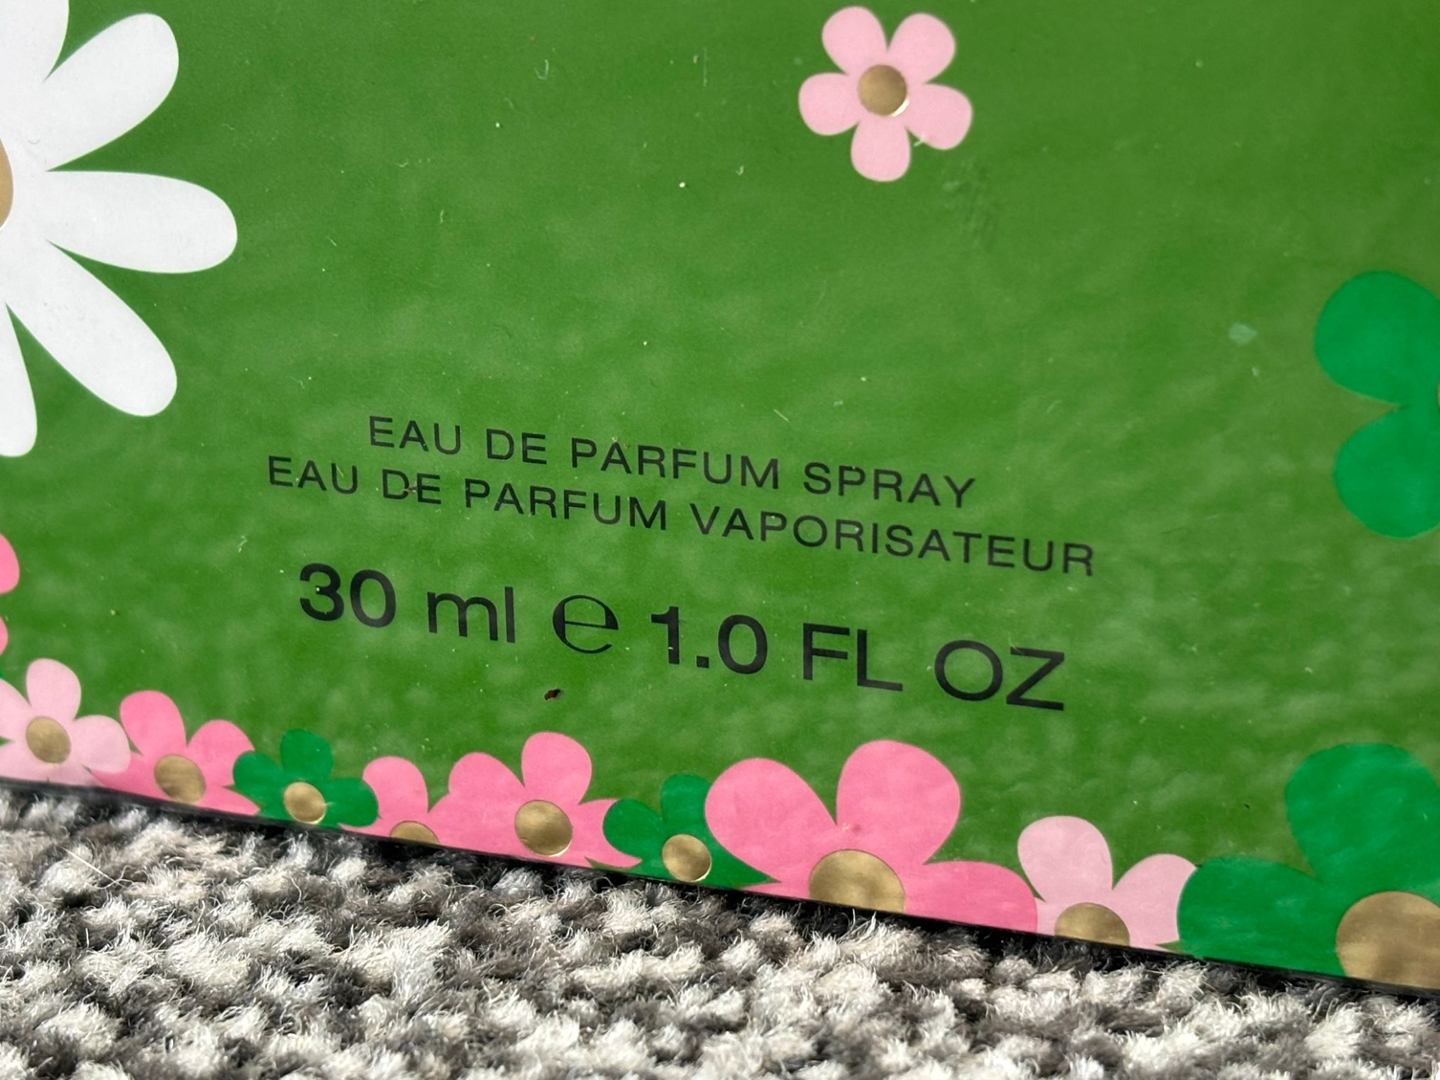 EAU DE PARFUM SPRAY
EAU DE PARFUM VAPORISATEUR
30 ml ℮ 1.0 FL OZ